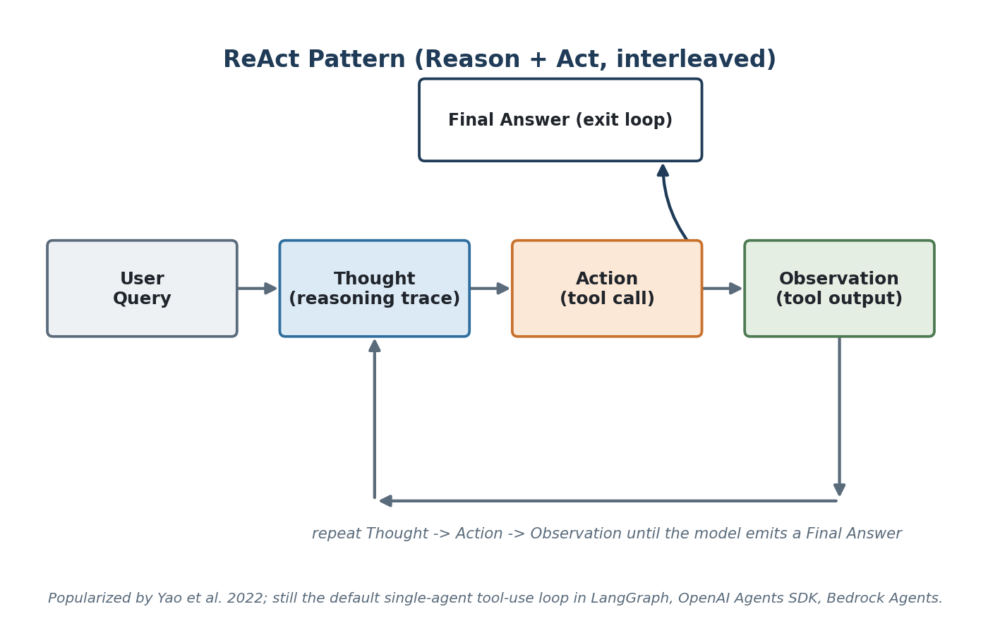 ReAct Pattern (Reason + Act, interleaved)
Final Answer (exit loop)
User
Query
Thought
(reasoning trace)
Action
(tool call)
Observation
(tool output)
repeat Thought -> Action -> Observation until the model emits a Final Answer
Popularized by Yao et al. 2022; still the default single-agent tool-use loop in LangGraph, OpenAI Agents SDK, Bedrock Agents.